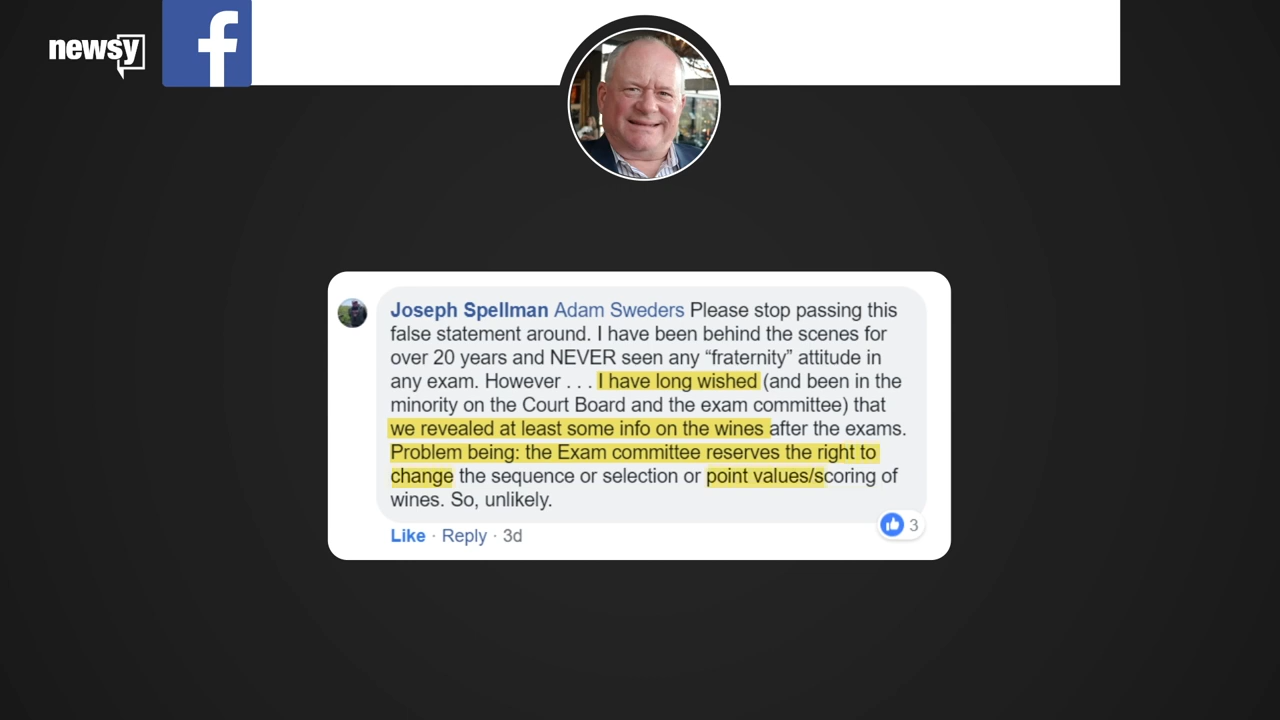 newsy
f
Joseph Spellman Adam Sweders Please stop passing this
false statement around. I have been behind the scenes for
over 20 years and NEVER seen any “fraternity” attitude in
any exam. However . . . I have long wished (and been in the
minority on the Court Board and the exam committee) that
we revealed at least some info on the wines after the exams.
Problem being: the Exam committee reserves the right to
change the sequence or selection or point values/scoring of
wines. So, unlikely.
Like · Reply · 3d
3